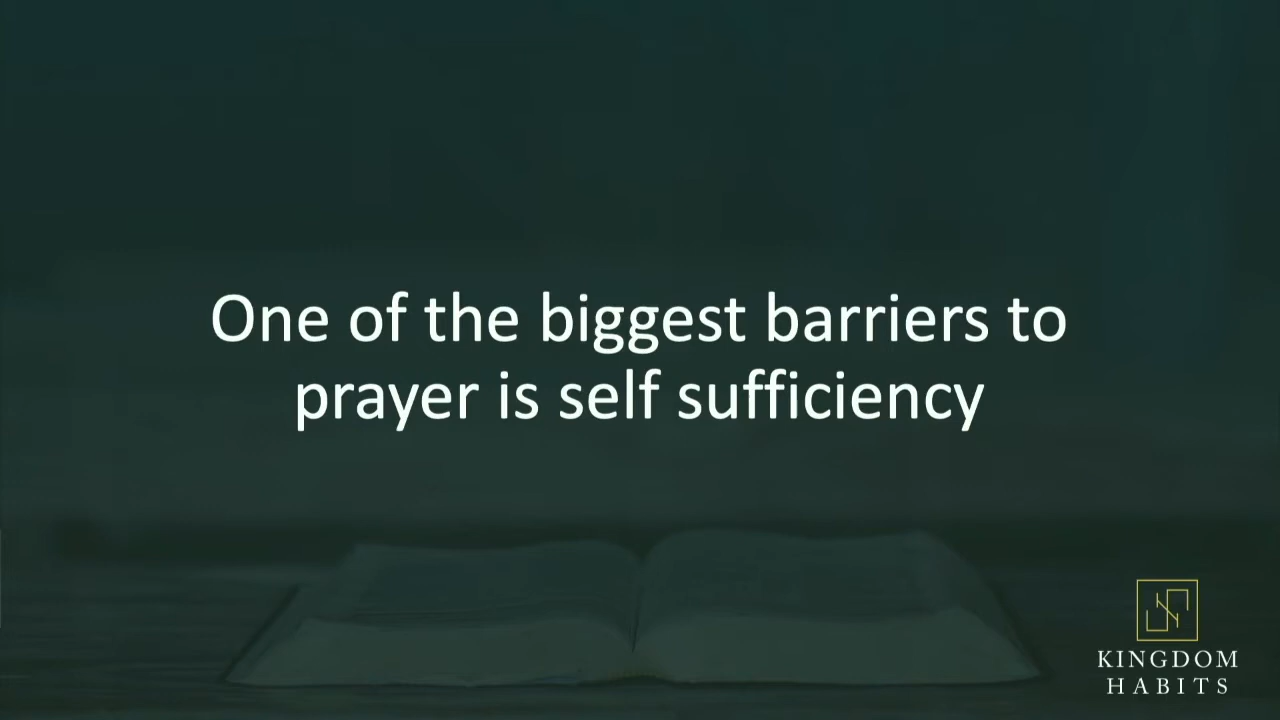 One of the biggest barriers to
prayer is self sufficiency
KINGDOM
HABITS